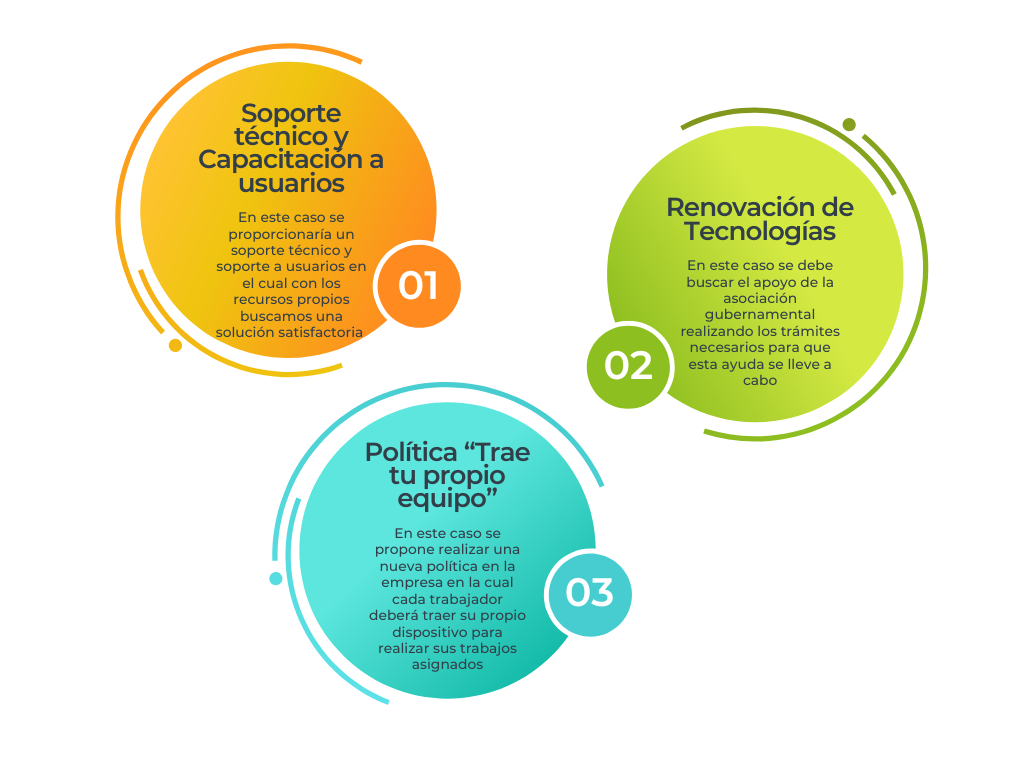 Soporte
técnico y
Capacitación a
usuarios
En este caso se
proporcionaría un
soporte técnico y
soporte a usuarios en
el cual con los
recursos propios
buscamos una
solución satisfactoria
01
Renovación de
Tecnologías
En este caso se debe
buscar el apoyo de la
asociación
gubernamental
realizando los trámites
necesarios para que
esta ayuda se lleve a
cabo
02
Política “Trae
tu propio
equipo”
En este caso se
propone realizar una
nueva política en la
empresa en la cual
cada trabajador
deberá traer su propio
dispositivo para
realizar sus trabajos
asignados
03